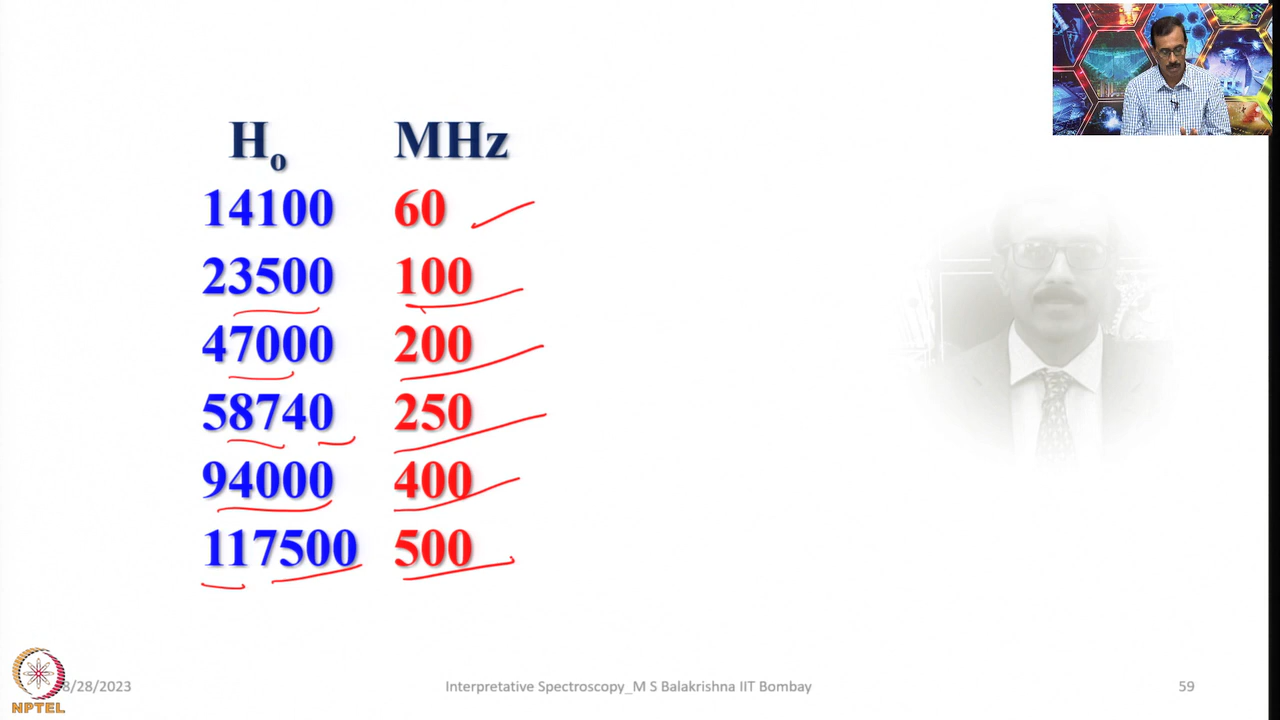 Ho MHz
14100 60
23500 100
47000 200
58740 250
94000 400
117500 500
8/28/2023 Interpretative Spectroscopy_M S Balakrishna IIT Bombay 59
NPTEL